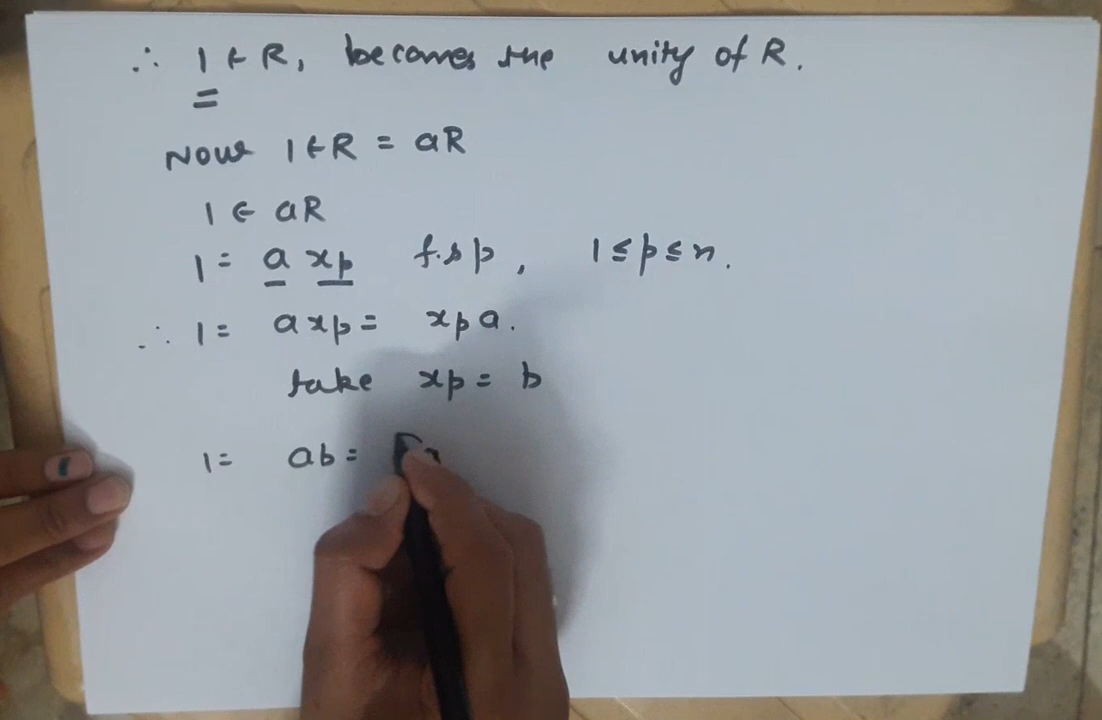 ∴ 1 ∈ R, becomes the unity of R.
Now 1 ∈ R = aR
1 ∈ aR
1 = a xp f.s p, 1 ≤ p ≤ n.
∴ 1 = a xp = xp a.
take xp = b
1 = ab =